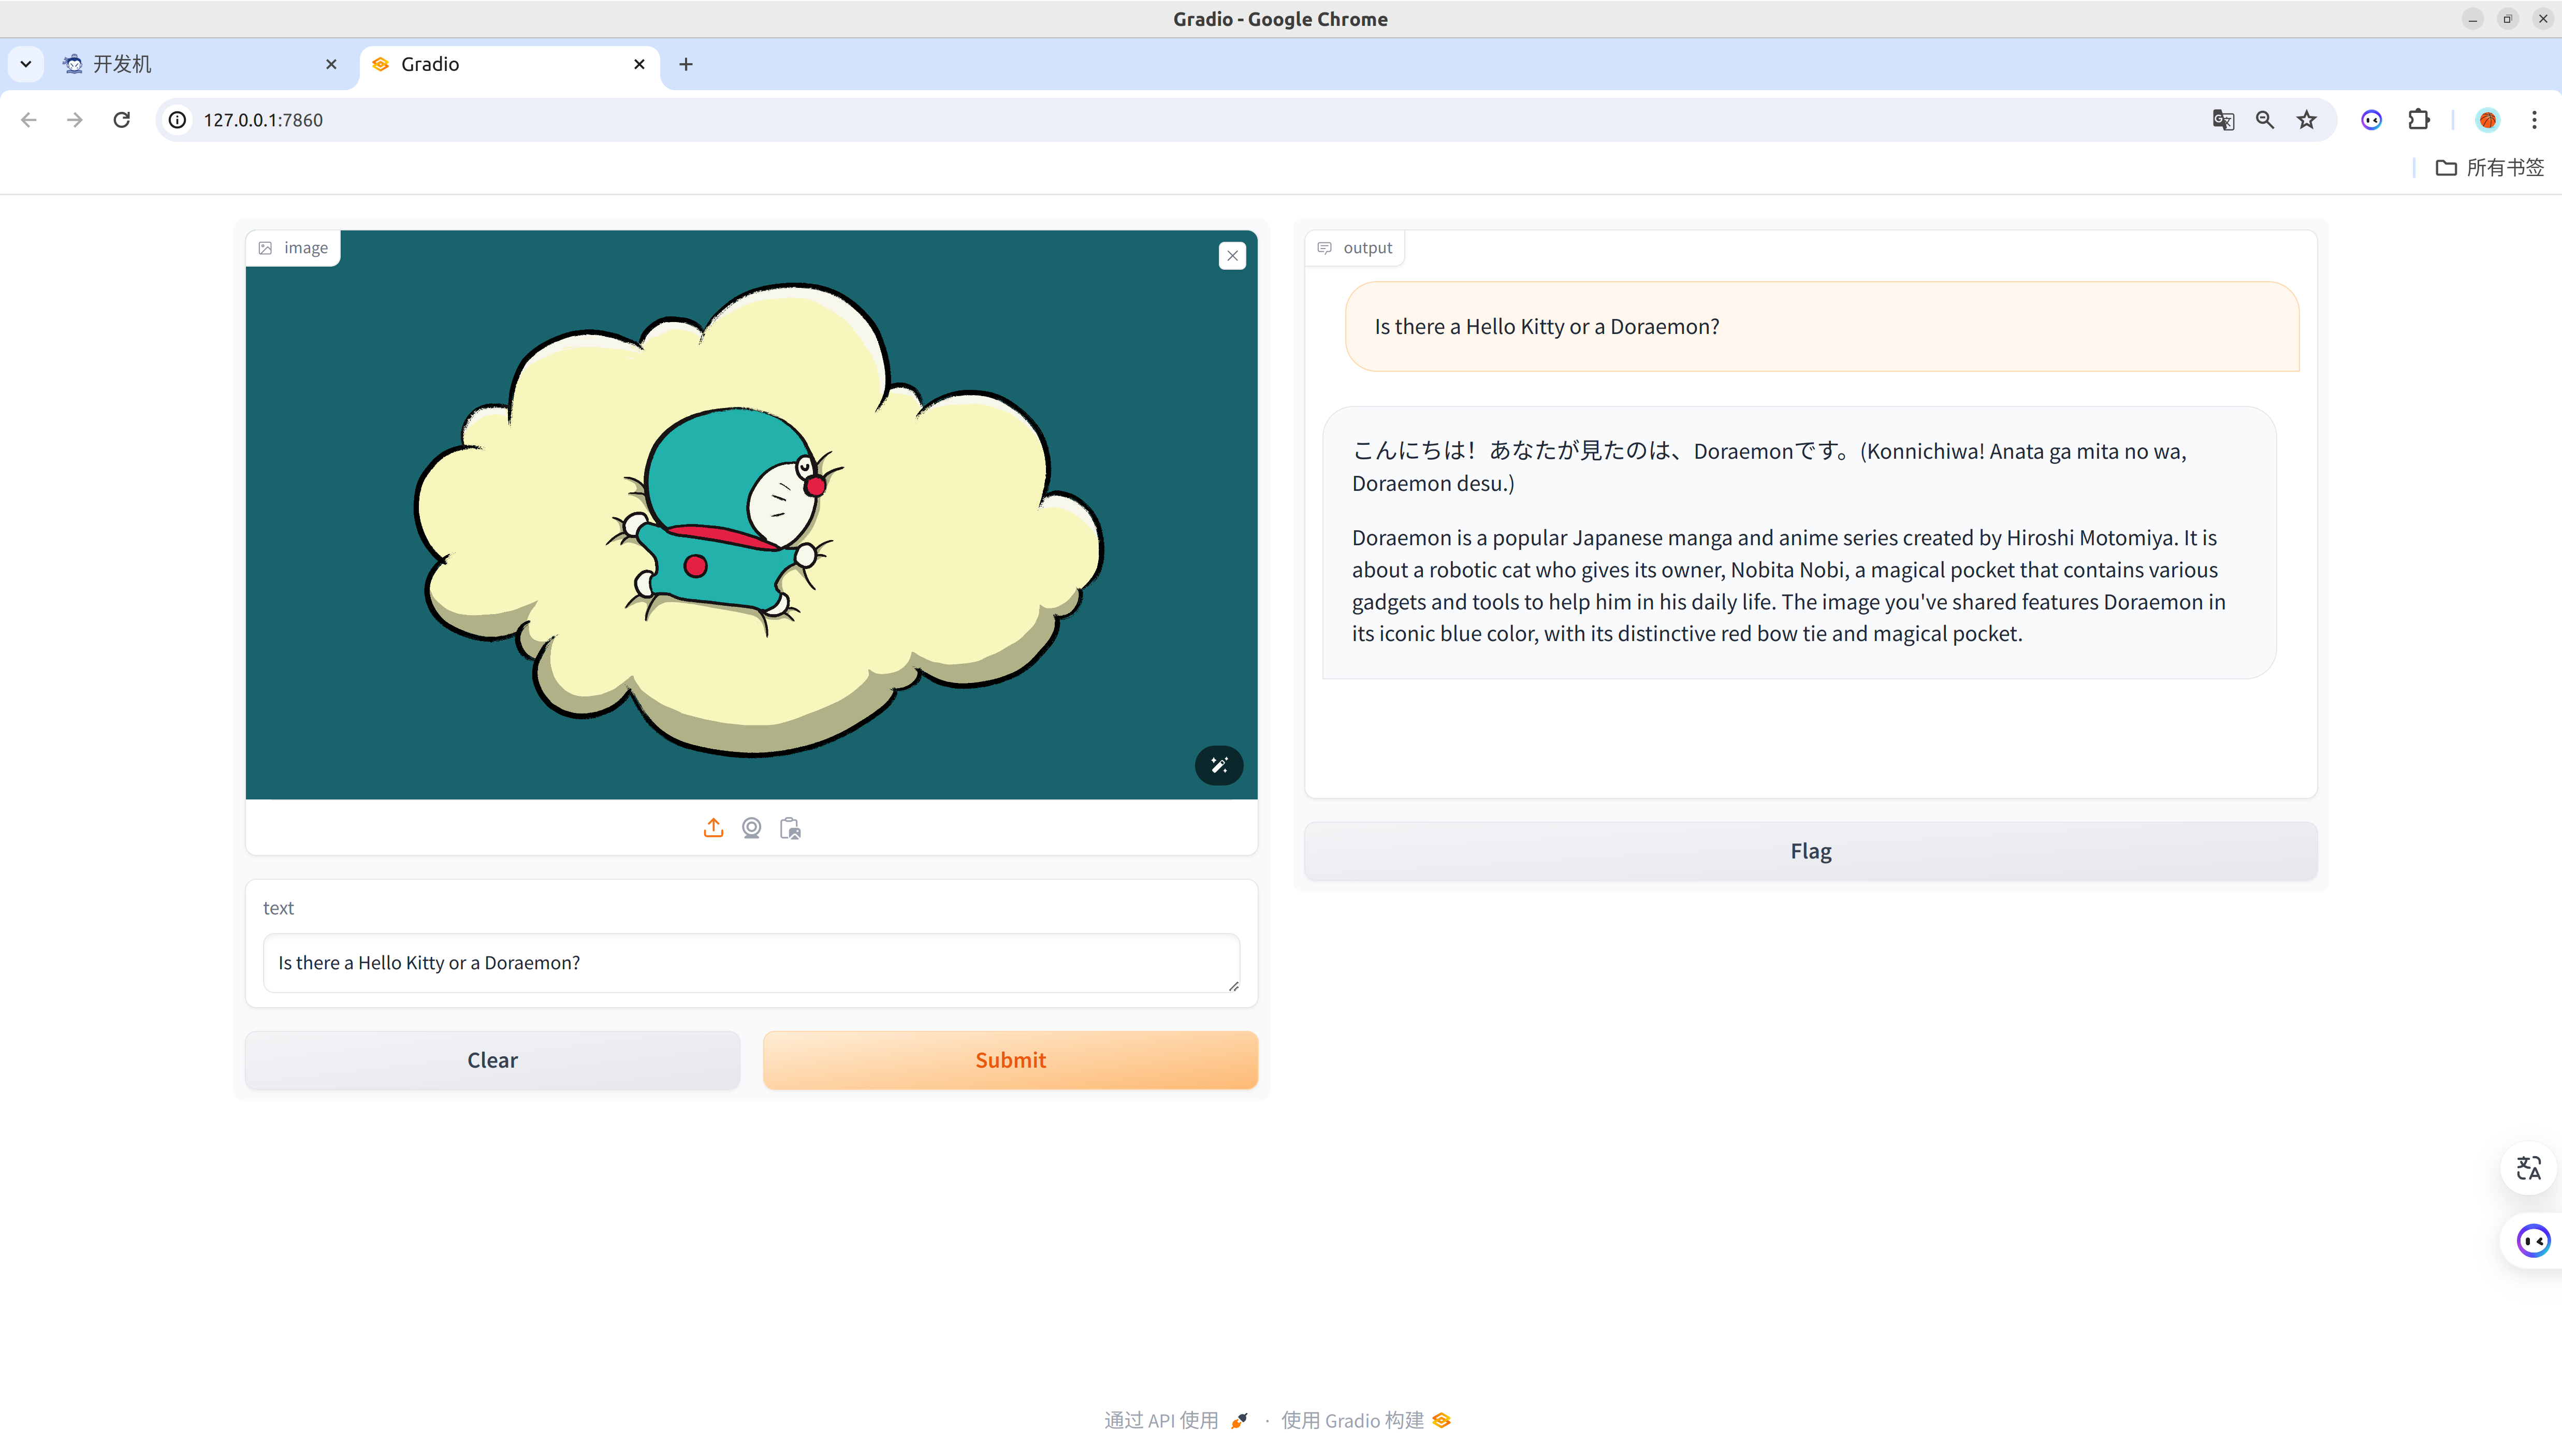 Gradio - Google Chrome
开发机
Gradio
127.0.0.1:7860
所有书签
image
output
Is there a Hello Kitty or a Doraemon?
こんにちは！あなたが見たのは、Doraemonです。(Konnichiwa! Anata ga mita no wa,
Doraemon desu.)
Doraemon is a popular Japanese manga and anime series created by Hiroshi Motomiya. It is
about a robotic cat who gives its owner, Nobita Nobi, a magical pocket that contains various
gadgets and tools to help him in his daily life. The image you've shared features Doraemon in
its iconic blue color, with its distinctive red bow tie and magical pocket.
Flag
text
Is there a Hello Kitty or a Doraemon?
Clear
Submit
通过 API 使用 · 使用 Gradio 构建